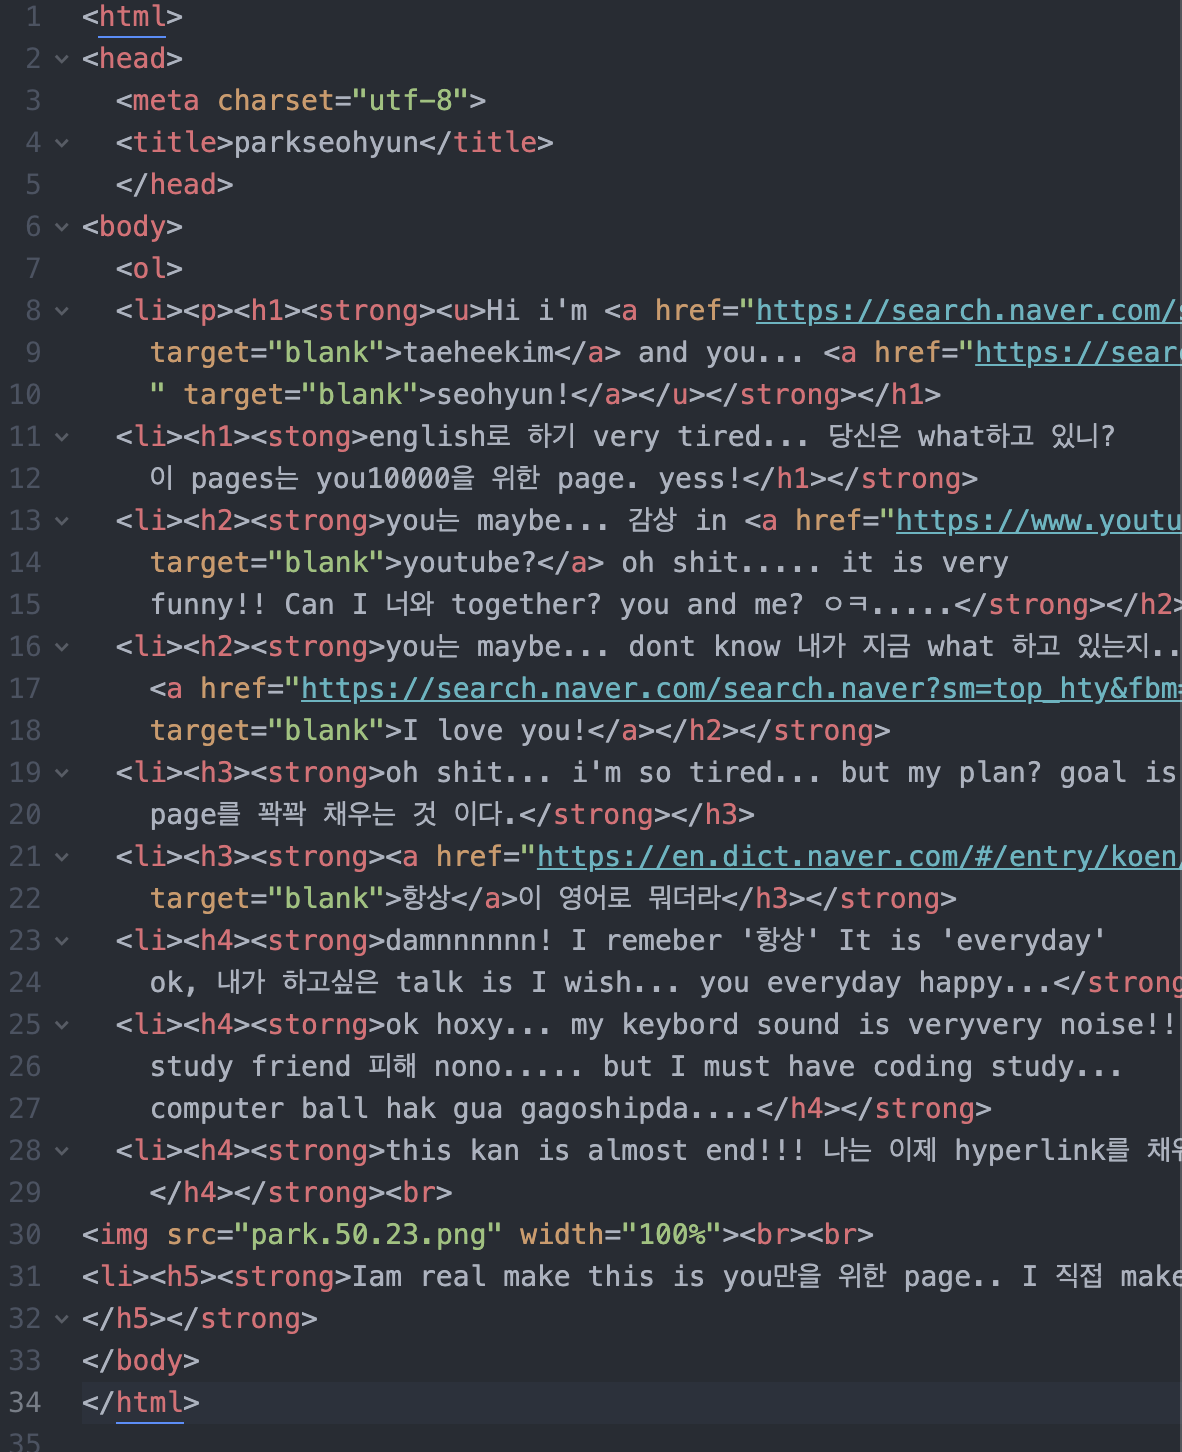 1 <html>
2 <head>
3 <meta charset="utf-8">
4 <title>parkseohyun</title>
5 </head>
6 <body>
7 <ol>
8 <li><p><h1><strong><u>Hi i'm <a href="https://search.naver.com/s
9 target="blank">taeheekim</a> and you... <a href="https://sear
10 " target="blank">seohyun!</a></u></strong></h1>
11 <li><h1><stong>english로 하기 very tired... 당신은 what하고 있니?
12 이 pages는 you10000을 위한 page. yess!</h1></strong>
13 <li><h2><strong>you는 maybe... 감상 in <a href="https://www.youtu
14 target="blank">youtube?</a> oh shit..... it is very
15 funny!! Can I 너와 together? you and me? ㅇㅋ.....</strong></h2>
16 <li><h2><strong>you는 maybe... dont know 내가 지금 what 하고 있는지..
17 <a href="https://search.naver.com/search.naver?sm=top_hty&fbm=
18 target="blank">I love you!</a></h2></strong>
19 <li><h3><strong>oh shit... i'm so tired... but my plan? goal is
20 page를 꽉꽉 채우는 것 이다.</strong></h3>
21 <li><h3><strong><a href="https://en.dict.naver.com/#/entry/koen/
22 target="blank">항상</a>이 영어로 뭐더라</h3></strong>
23 <li><h4><strong>damnnnnnn! I remeber '항상' It is 'everyday'
24 ok, 내가 하고싶은 talk is I wish... you everyday happy...</strong
25 <li><h4><storng>ok hoxy... my keybord sound is veryvery noise!!
26 study friend 피해 nono..... but I must have coding study...
27 computer ball hak gua gagoshipda....</h4></strong>
28 <li><h4><strong>this kan is almost end!!! 나는 이제 hyperlink를 채우
29 </h4></strong><br>
30 <img src="park.50.23.png" width="100%"><br><br>
31 <li><h5><strong>Iam real make this is you만을 위한 page.. I 직접 make
32 </h5></strong>
33 </body>
34 </html>
35